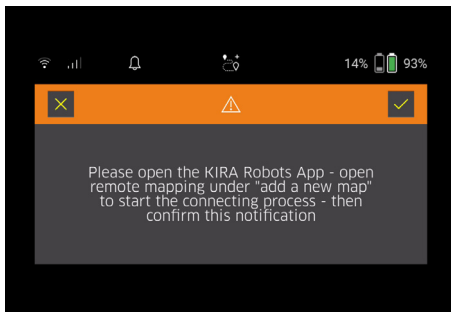 14% 93%
Please open the KIRA Robots App - open
remote mapping under "add a new map"
to start the connecting process - then
confirm this notification